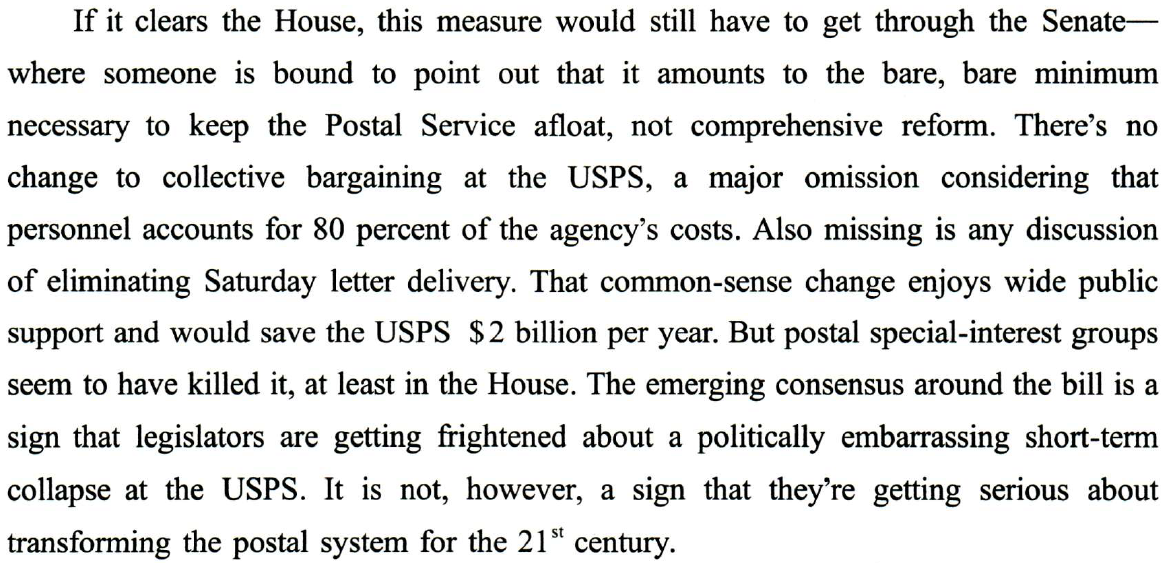 If it clears the House, this measure would still have to get through the Senate—
where someone is bound to point out that it amounts to the bare, bare minimum
necessary to keep the Postal Service afloat, not comprehensive reform. There's no
change to collective bargaining at the USPS, a major omission considering that
personnel accounts for 80 percent of the agency's costs. Also missing is any discussion
of eliminating Saturday letter delivery. That common-sense change enjoys wide public
support and would save the USPS $2 billion per year. But postal special-interest groups
seem to have killed it, at least in the House. The emerging consensus around the bill is a
sign that legislators are getting frightened about a politically embarrassing short-term
collapse at the USPS. It is not, however, a sign that they're getting serious about
transforming the postal system for the 21st century.